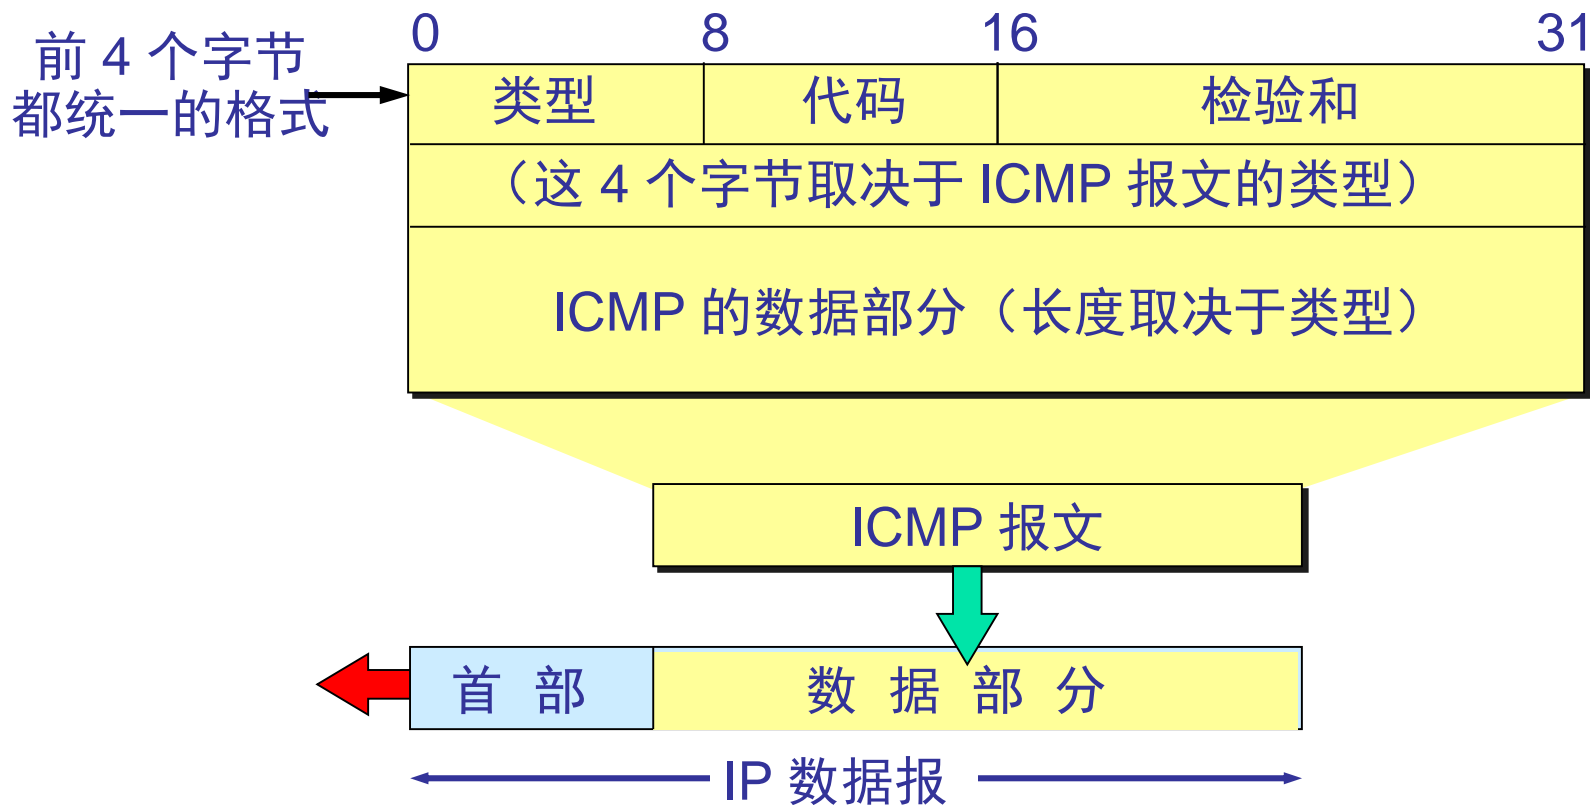 0 8 16 31
前 4 个字节
都统一的格式
类型 代码 检验和
（这 4 个字节取决于 ICMP 报文的类型）
ICMP 的数据部分（长度取决于类型）
ICMP 报文
首 部 数 据 部 分
IP 数据报